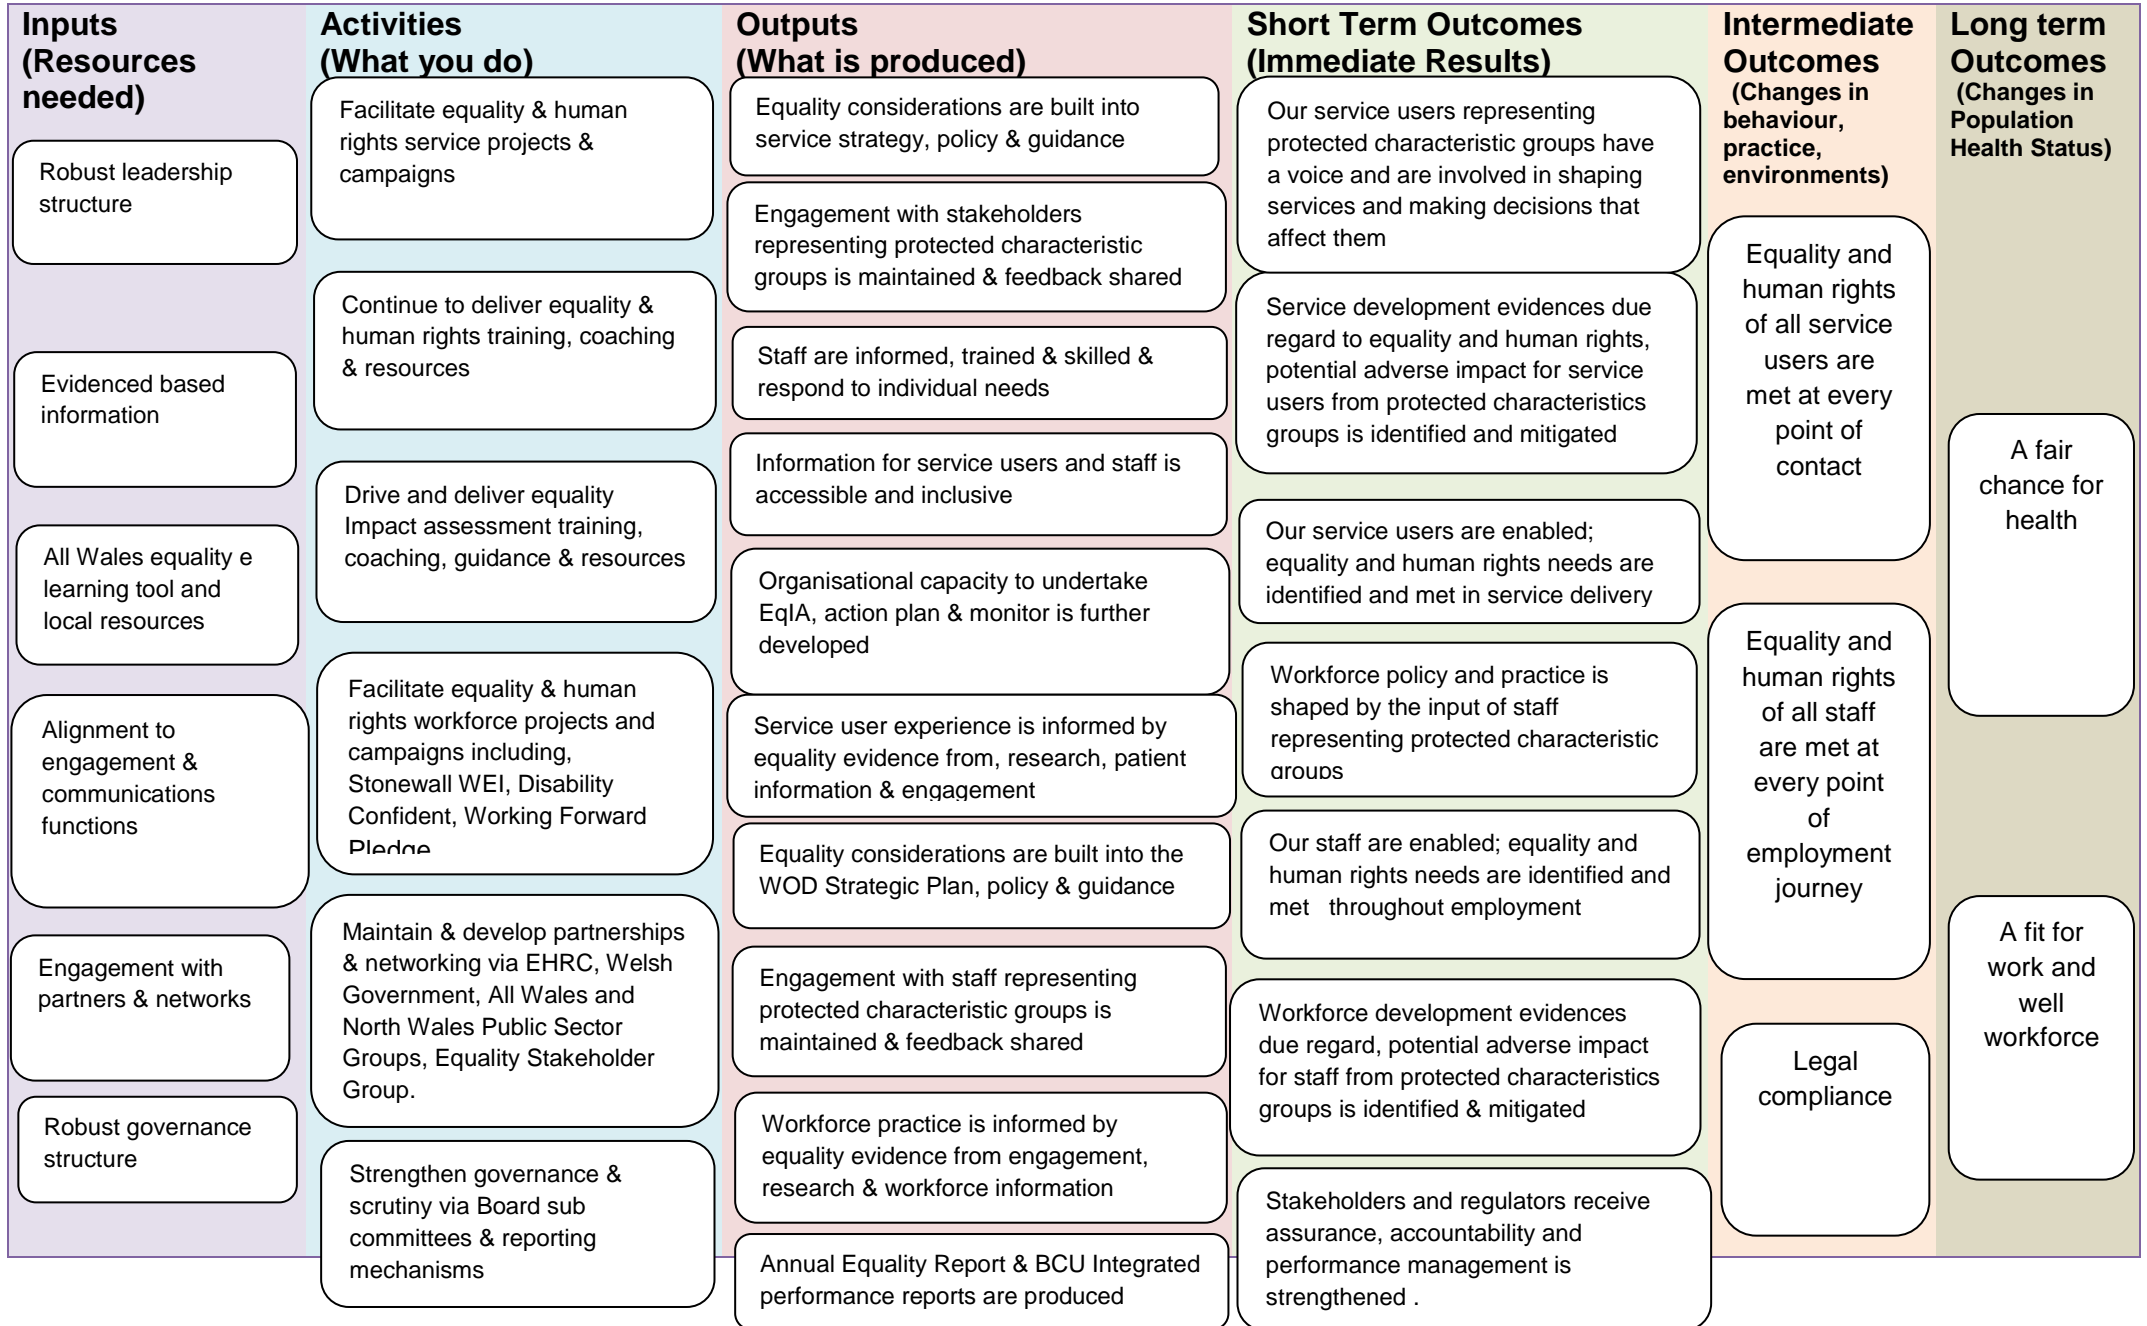 Inputs
(Resources
needed)
Robust leadership
structure
Evidenced based
information
All Wales equality e
learning tool and
local resources
Alignment to
engagement &
communications
functions
Engagement with
partners & networks
Robust governance
structure
Activities
(What you do)
Facilitate equality & human
rights service projects &
campaigns
Continue to deliver equality &
human rights training, coaching
& resources
Drive and deliver equality
Impact assessment training,
coaching, guidance & resources
Facilitate equality & human
rights workforce projects and
campaigns including,
Stonewall WEI, Disability
Confident, Working Forward
Pledge
Maintain & develop partnerships
& networking via EHRC, Welsh
Government, All Wales and
North Wales Public Sector
Groups, Equality Stakeholder
Group.
Strengthen governance &
scrutiny via Board sub
committees & reporting
mechanisms
Outputs
(What is produced)
Equality considerations are built into
service strategy, policy & guidance
Engagement with stakeholders
representing protected characteristic
groups is maintained & feedback shared
Staff are informed, trained & skilled &
respond to individual needs
Information for service users and staff is
accessible and inclusive
Organisational capacity to undertake
EqIA, action plan & monitor is further
developed
Service user experience is informed by
equality evidence from, research, patient
information & engagement
Equality considerations are built into the
WOD Strategic Plan, policy & guidance
Engagement with staff representing
protected characteristic groups is
maintained & feedback shared
Workforce practice is informed by
equality evidence from engagement,
research & workforce information
Annual Equality Report & BCU Integrated
performance reports are produced
Short Term Outcomes
(Immediate Results)
Our service users representing
protected characteristic groups have
a voice and are involved in shaping
services and making decisions that
affect them
Service development evidences due
regard to equality and human rights,
potential adverse impact for service
users from protected characteristics
groups is identified and mitigated
Our service users are enabled;
equality and human rights needs are
identified and met in service delivery
Workforce policy and practice is
shaped by the input of staff
representing protected characteristic
groups
Our staff are enabled; equality and
human rights needs are identified and
met throughout employment
Workforce development evidences
due regard, potential adverse impact
for staff from protected characteristics
groups is identified & mitigated
Stakeholders and regulators receive
assurance, accountability and
performance management is
strengthened .
Intermediate
Outcomes
(Changes in
behaviour,
practice,
environments)
Equality and
human rights
of all service
users are
met at every
point of
contact
Equality and
human rights
of all staff
are met at
every point
of
employment
journey
Legal
compliance
Long term
Outcomes
(Changes in
Population
Health Status)
A fair
chance for
health
A fit for
work and
well
workforce